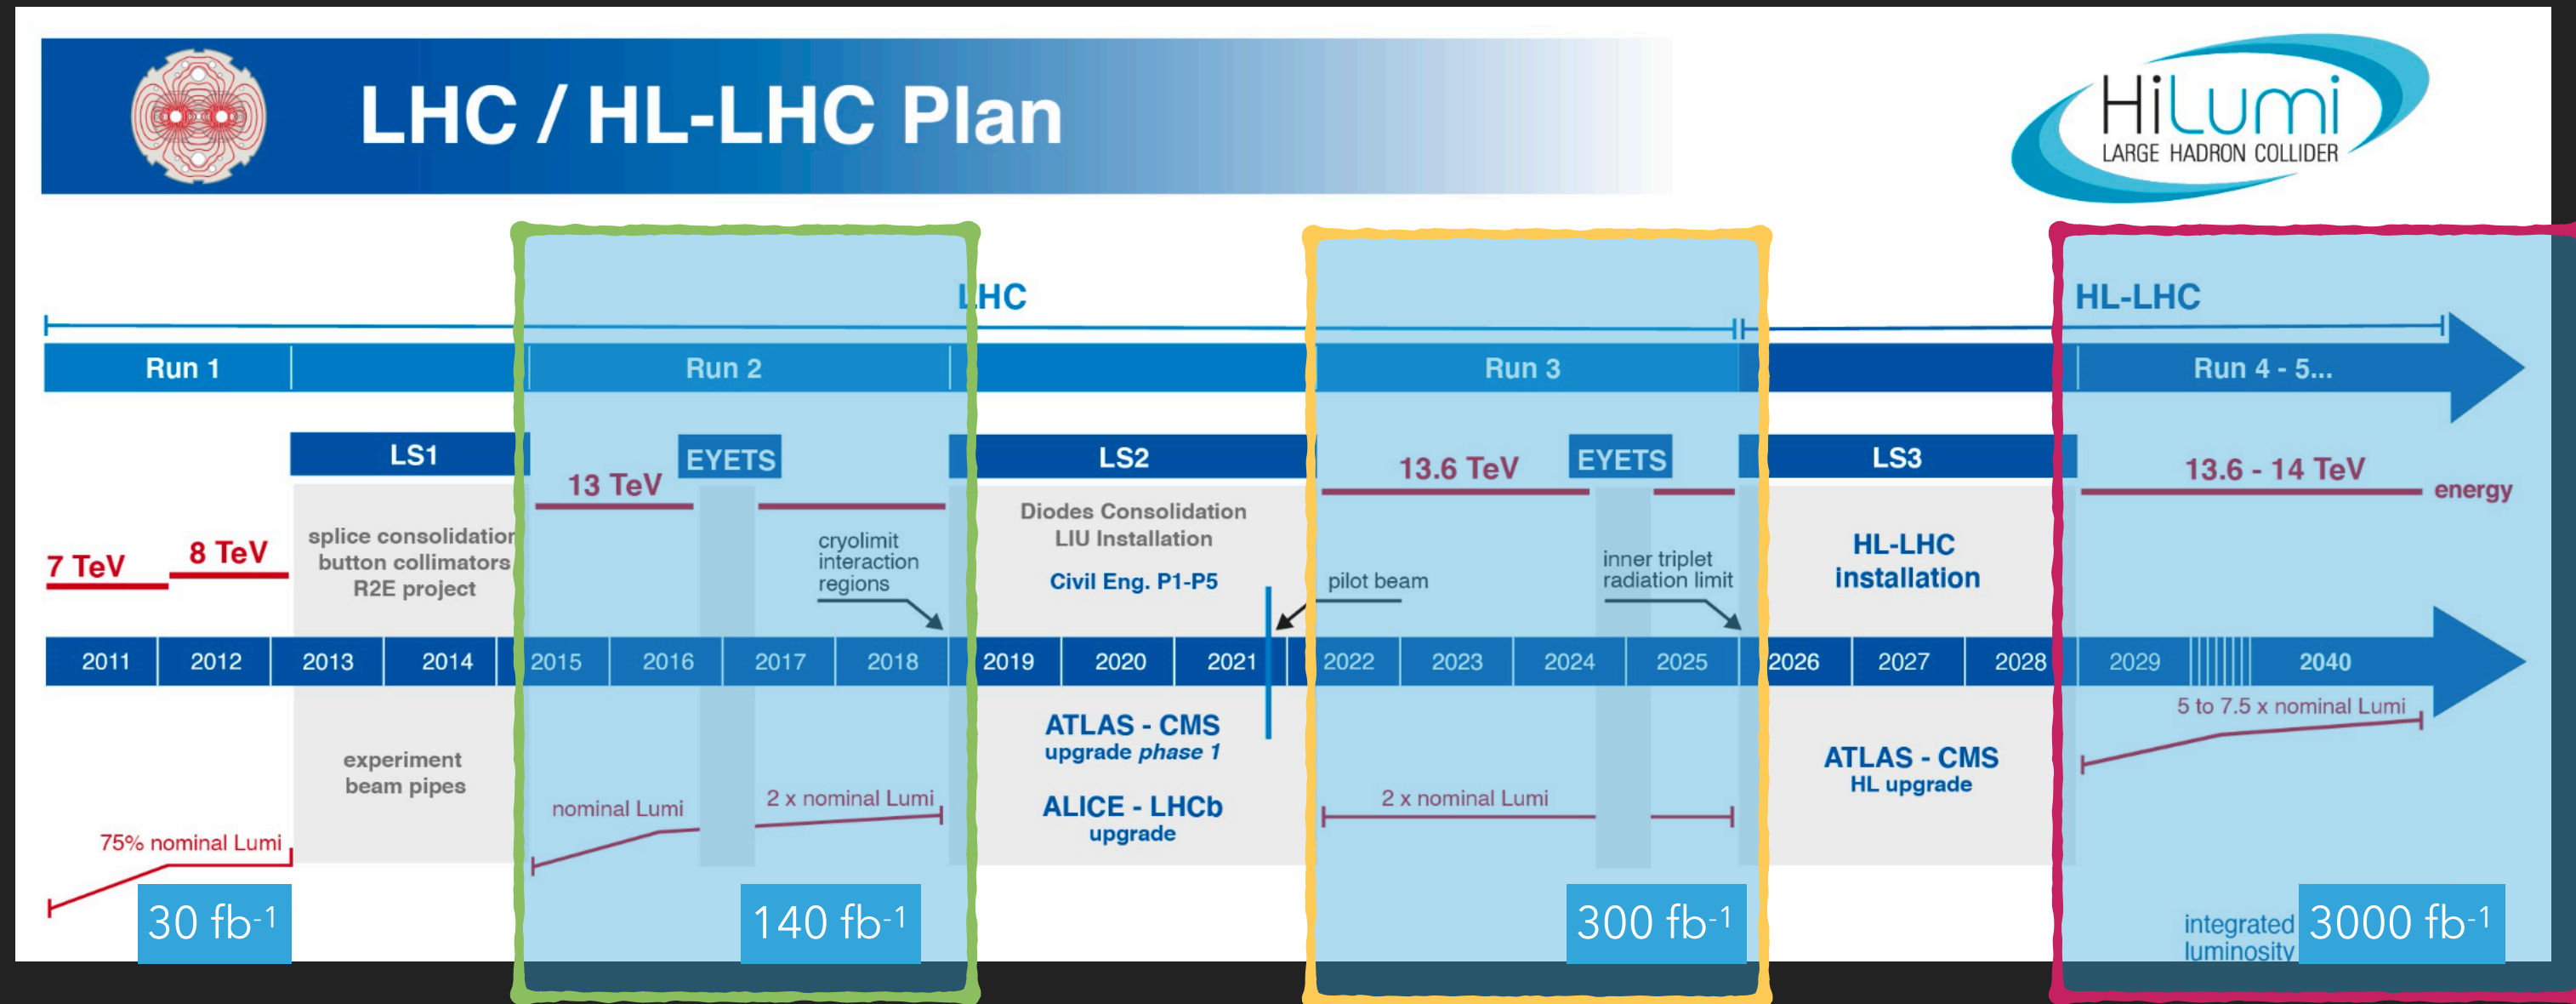 LHC / HL-LHC Plan
HiLumi
LARGE HADRON COLLIDER
LHC
HL-LHC
Run 1
Run 2
Run 3
Run 4 - 5...
LS1
EYETS
LS2
EYETS
LS3
13 TeV
13.6 TeV
13.6 - 14 TeV
energy
7 TeV
8 TeV
splice consolidation
button collimators
R2E project
cryolimit
interaction
regions
Diodes Consolidation
LIU Installation
Civil Eng. P1-P5
pilot beam
inner triplet
radiation limit
HL-LHC
installation
2011
2012
2013
2014
2015
2016
2017
2018
2019
2020
2021
2022
2023
2024
2025
2026
2027
2028
2029
2040
5 to 7.5 x nominal Lumi
ATLAS - CMS
upgrade phase 1
ALICE - LHCb
upgrade
ATLAS - CMS
HL upgrade
experiment
beam pipes
nominal Lumi
2 x nominal Lumi
2 x nominal Lumi
75% nominal Lumi
30 fb-1
140 fb-1
300 fb-1
integrated
luminosity
3000 fb-1